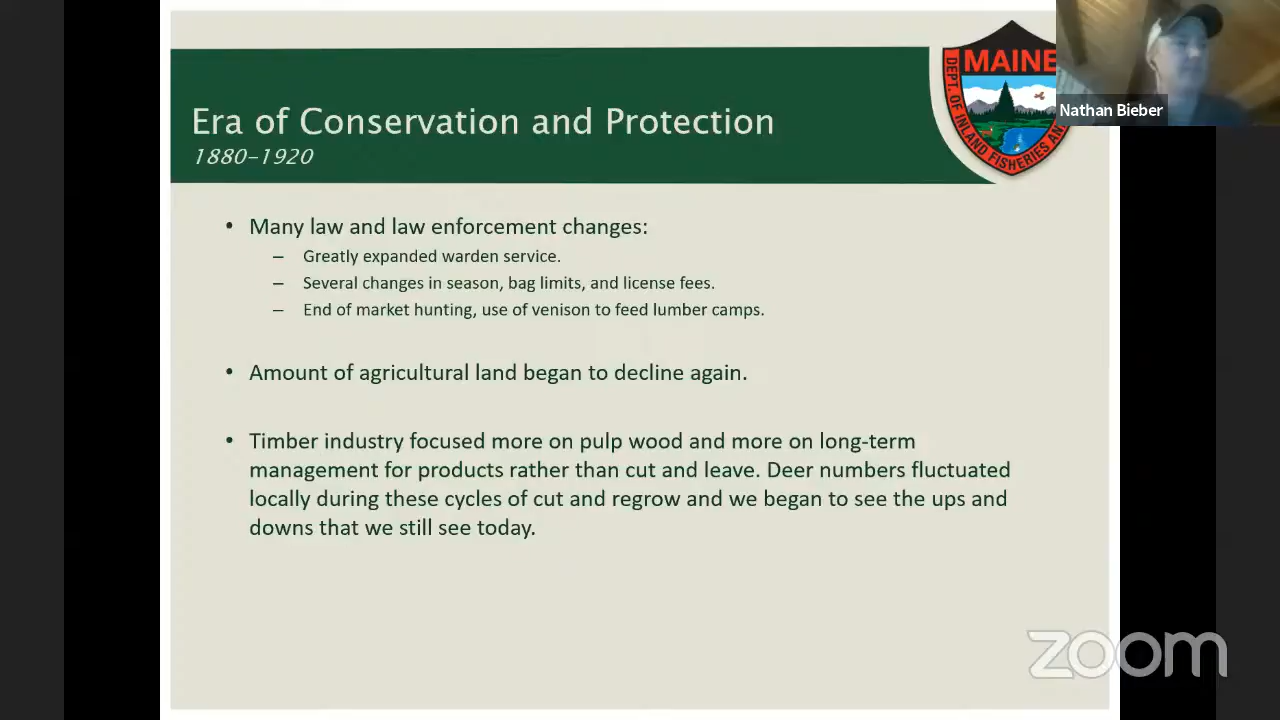 Era of Conservation and Protection
1880-1920
MAINE
DEPT. OF INLAND FISHERIES AN
Nathan Bieber
• Many law and law enforcement changes:
– Greatly expanded warden service.
– Several changes in season, bag limits, and license fees.
– End of market hunting, use of venison to feed lumber camps.
• Amount of agricultural land began to decline again.
• Timber industry focused more on pulp wood and more on long-term
management for products rather than cut and leave. Deer numbers fluctuated
locally during these cycles of cut and regrow and we began to see the ups and
downs that we still see today.
zoom